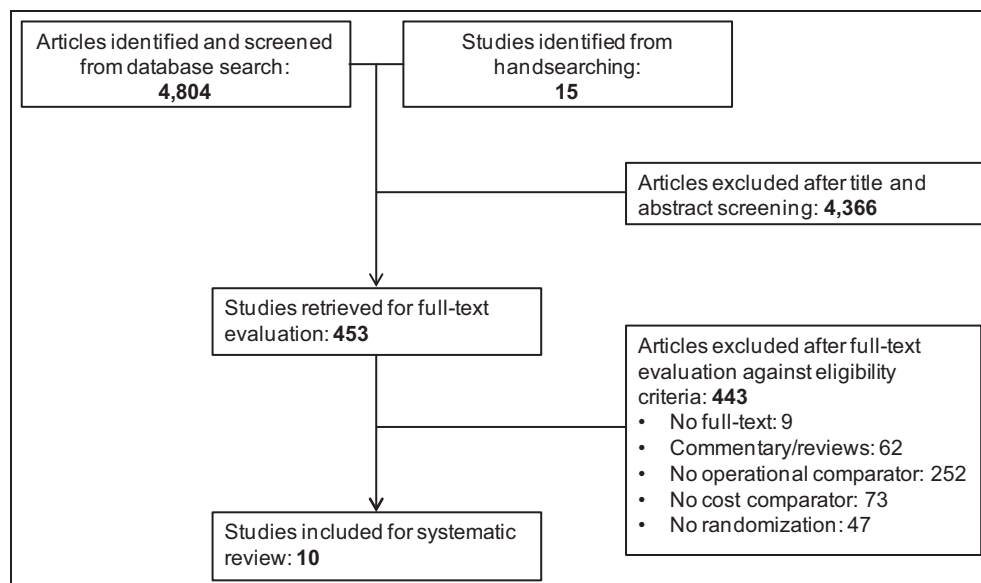 Articles identified and screened
from database search:
4,804
Studies identified from
handsearching:
15
Articles excluded after title and
abstract screening: 4,366
Studies retrieved for full-text
evaluation: 453
Articles excluded after full-text
evaluation against eligibility
criteria: 443
• No full-text: 9
• Commentary/reviews: 62
• No operational comparator: 252
• No cost comparator: 73
• No randomization: 47
Studies included for systematic
review: 10